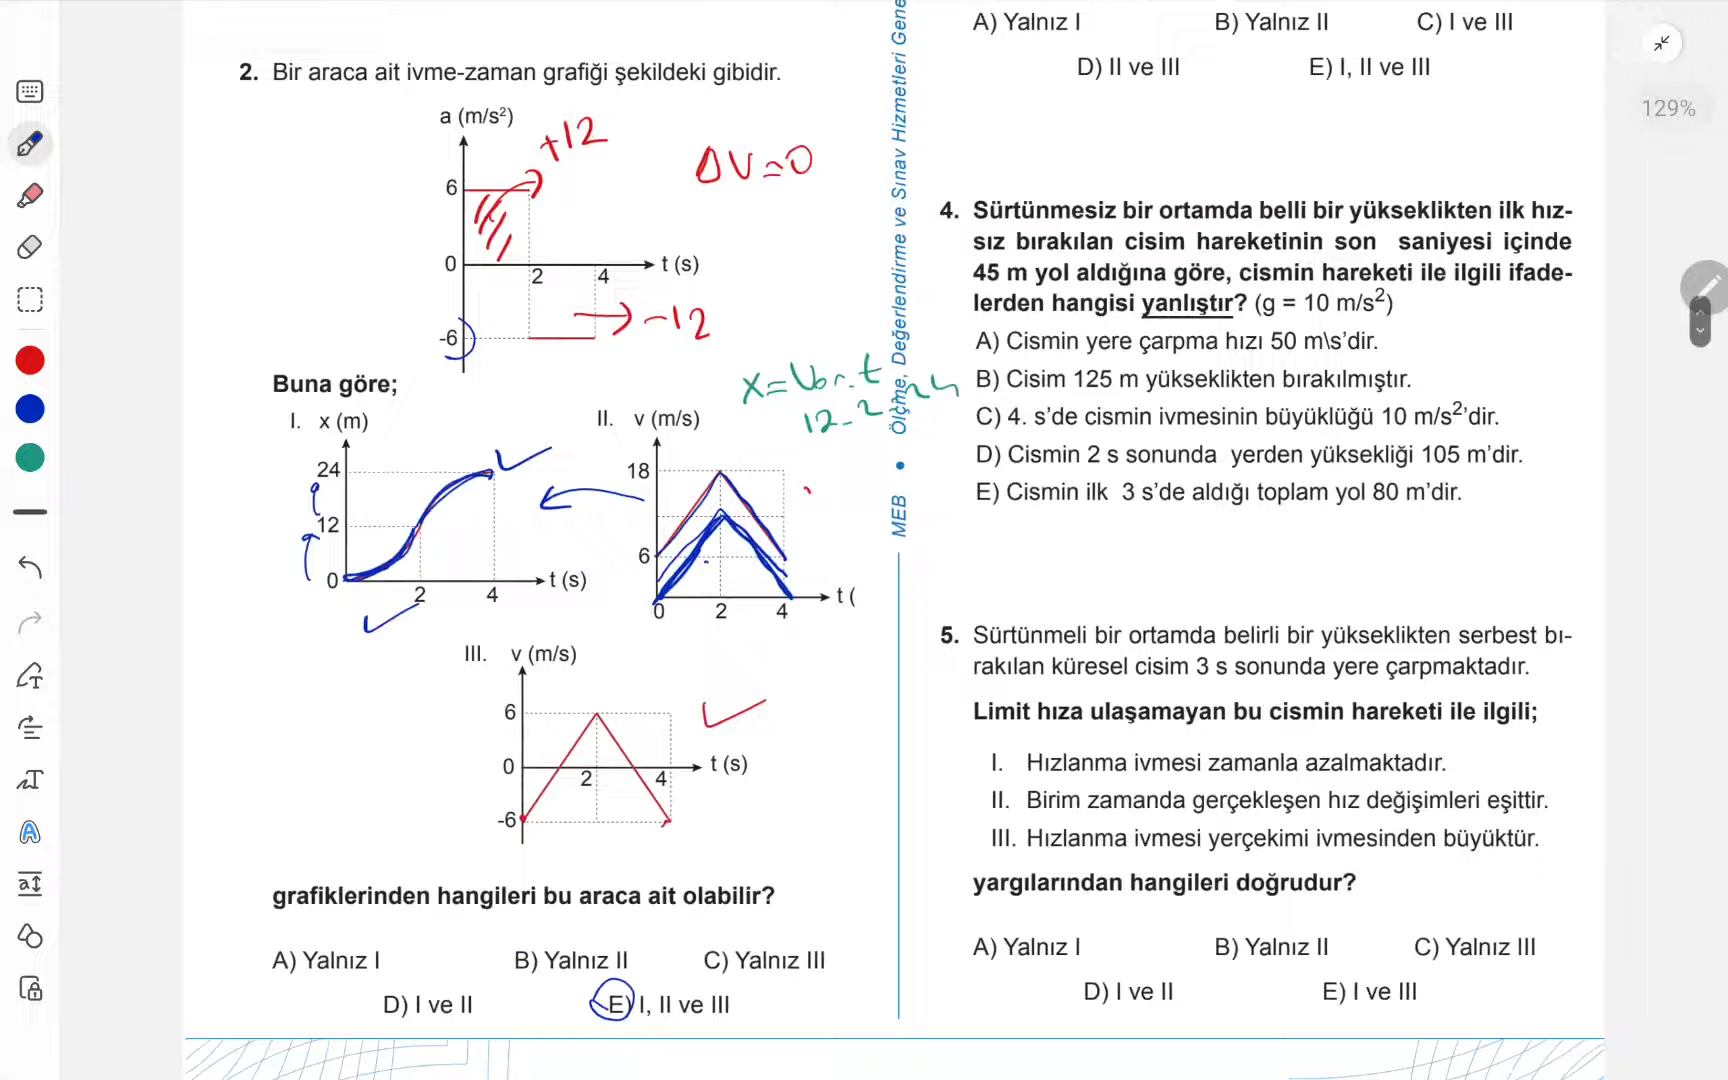 2. Bir araca ait ivme-zaman grafiği şekildeki gibidir.
a (m/s²)
6
0
-6
2
4
t (s)
+12
-12
ΔV=0
Buna göre;
I. x (m)
24
12
0
2
4
t (s)
II. v (m/s)
18
6
0
2
4
t (
x=Vor.t
12-2
24
III. v (m/s)
6
0
-6
2
4
t (s)
grafiklerinden hangileri bu araca ait olabilir?
A) Yalnız I
B) Yalnız II
C) Yalnız III
D) I ve II
E) I, II ve III
MEB • Ölçme, Değerlendirme ve Sınav Hizmetleri Gene
A) Yalnız I
B) Yalnız II
C) I ve III
D) II ve III
E) I, II ve III
4. Sürtünmesiz bir ortamda belli bir yükseklikten ilk hız-
sız bırakılan cisim hareketinin son saniyesi içinde
45 m yol aldığına göre, cismin hareketi ile ilgili ifade-
lerden hangisi yanlıştır? (g = 10 m/s²)
A) Cismin yere çarpma hızı 50 m\s’dir.
B) Cisim 125 m yükseklikten bırakılmıştır.
C) 4. s’de cismin ivmesinin büyüklüğü 10 m/s²’dir.
D) Cismin 2 s sonunda yerden yüksekliği 105 m’dir.
E) Cismin ilk 3 s’de aldığı toplam yol 80 m’dir.
5. Sürtünmeli bir ortamda belirli bir yükseklikten serbest bı-
rakılan küresel cisim 3 s sonunda yere çarpmaktadır.
Limit hıza ulaşamayan bu cismin hareketi ile ilgili;
I. Hızlanma ivmesi zamanla azalmaktadır.
II. Birim zamanda gerçekleşen hız değişimleri eşittir.
III. Hızlanma ivmesi yerçekimi ivmesinden büyüktür.
yargılarından hangileri doğrudur?
A) Yalnız I
B) Yalnız II
C) Yalnız III
D) I ve II
E) I ve III
129%